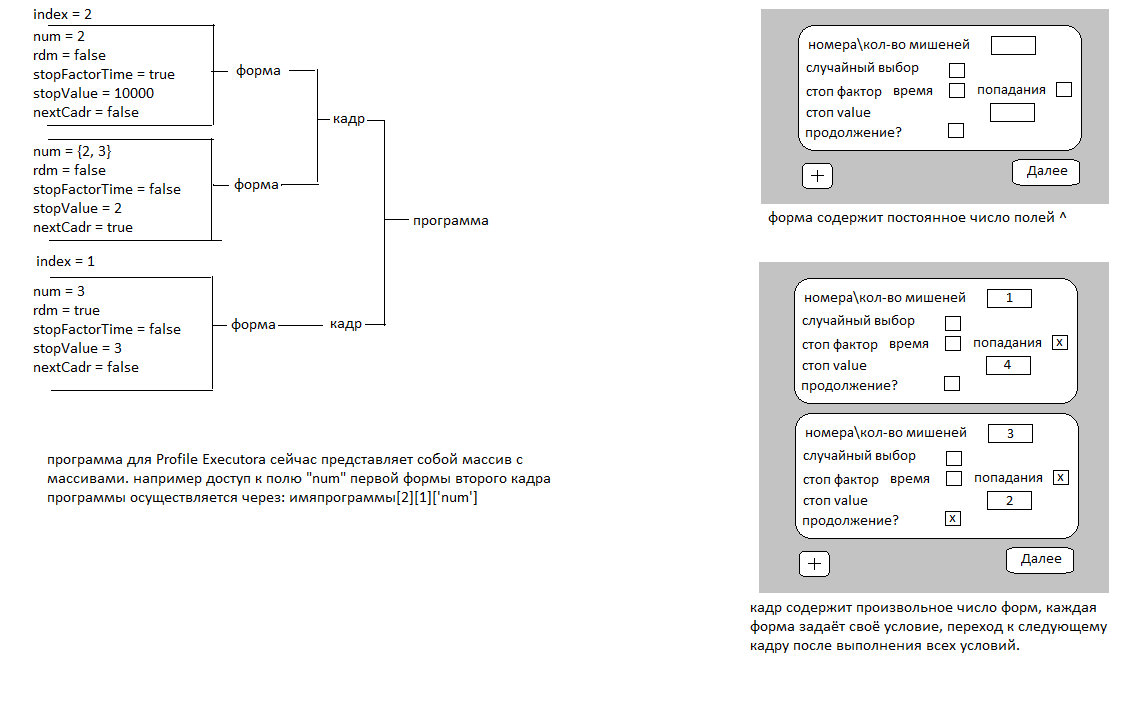 index = 2
num = 2
rdm = false
stopFactorTime = true
stopValue = 10000
nextCadr = false
форма
кадр
num = {2, 3}
rdm = false
stopFactorTime = false
stopValue = 2
nextCadr = true
форма
программа
index = 1
num = 3
rdm = true
stopFactorTime = false
stopValue = 3
nextCadr = false
форма
кадр
программа для Profile Executora сейчас представляет собой массив с
массивами. например доступ к полю "num" первой формы второго кадра
программы осуществляется через: имяпрограммы[2][1]['num']
номера\кол-во мишеней
случайный выбор
стоп фактор время попадания
стоп value
продолжение?
+ Далее
форма содержит постоянное число полей ^
номера\кол-во мишеней 1
случайный выбор
стоп фактор время попадания x
стоп value 4
продолжение?
номера\кол-во мишеней 3
случайный выбор
стоп фактор время попадания x
стоп value 2
продолжение? x
+ Далее
кадр содержит произвольное число форм, каждая
форма задаёт своё условие, переход к следующему
кадру после выполнения всех условий.